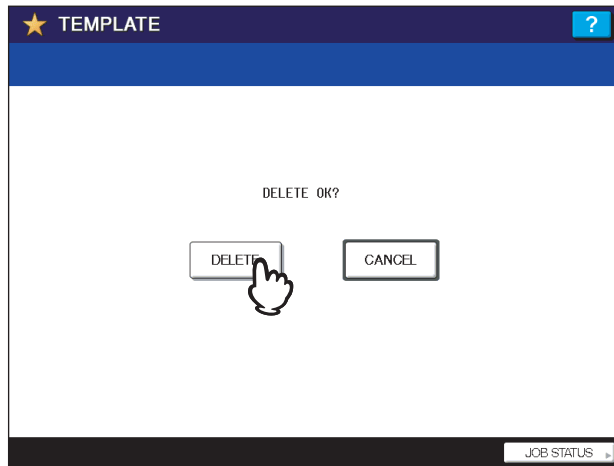 TEMPLATE
?
DELETE OK?
DELETE
CANCEL
JOB STATUS